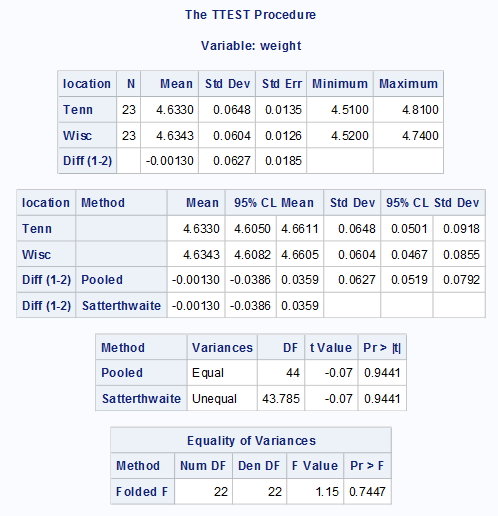 The TTEST Procedure
Variable: weight
location N Mean Std Dev Std Err Minimum Maximum
Tenn 23 4.6330 0.0648 0.0135 4.5100 4.8100
Wisc 23 4.6343 0.0604 0.0126 4.5200 4.7400
Diff (1-2) -0.00130 0.0627 0.0185
location Method Mean 95% CL Mean Std Dev 95% CL Std Dev
Tenn 4.6330 4.6050 4.6611 0.0648 0.0501 0.0918
Wisc 4.6343 4.6082 4.6605 0.0604 0.0467 0.0855
Diff (1-2) Pooled -0.00130 -0.0386 0.0359 0.0627 0.0519 0.0792
Diff (1-2) Satterthwaite -0.00130 -0.0386 0.0359
Method Variances DF t Value Pr > |t|
Pooled Equal 44 -0.07 0.9441
Satterthwaite Unequal 43.785 -0.07 0.9441
Equality of Variances
Method Num DF Den DF F Value Pr > F
Folded F 22 22 1.15 0.7447